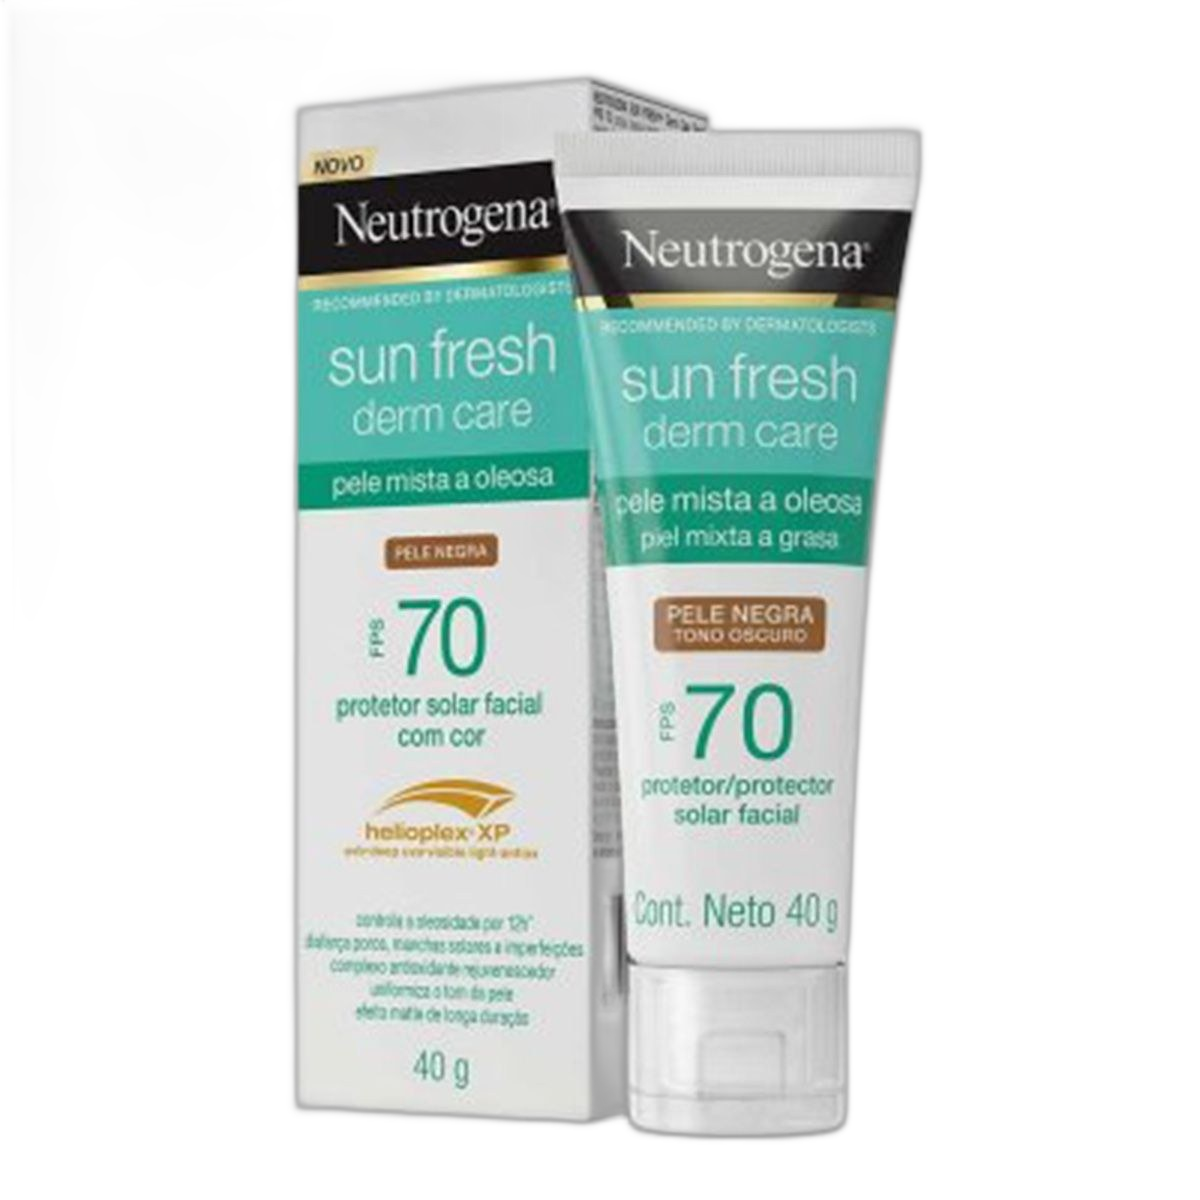 NOVO
Neutrogena®
RECOMMENDED BY DERMATOLOGISTS
sun fresh
derm care
pele mista a oleosa
PELE NEGRA
FPS 70
protetor solar facial
com cor
helioplex® XP
controla a oleosidade por 12h*
disfarça poros, manchas solares e imperfeições
complexo antioxidante rejuvenescedor
uniformiza o tom da pele
efeito matte de longa duração
40 g
Neutrogena®
RECOMMENDED BY DERMATOLOGISTS
sun fresh
derm care
pele mista a oleosa
piel mixta a grasa
PELE NEGRA
TONO OSCURO
FPS 70
protetor/protector
solar facial
Cont. Neto 40 g